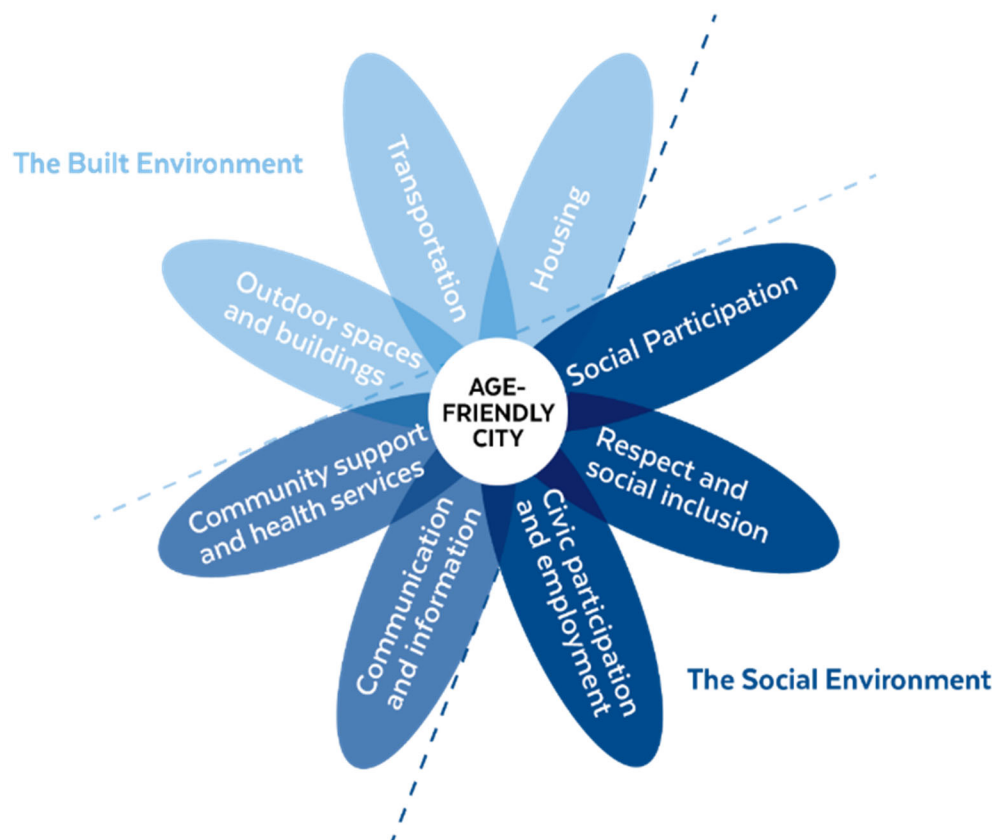 The Built Environment
Transportation
Housing
Outdoor spaces
and buildings
Social Participation
AGE-
FRIENDLY
CITY
Community support
and health services
Respect and
social inclusion
Communication
and information
Civic participation
and employment
The Social Environment